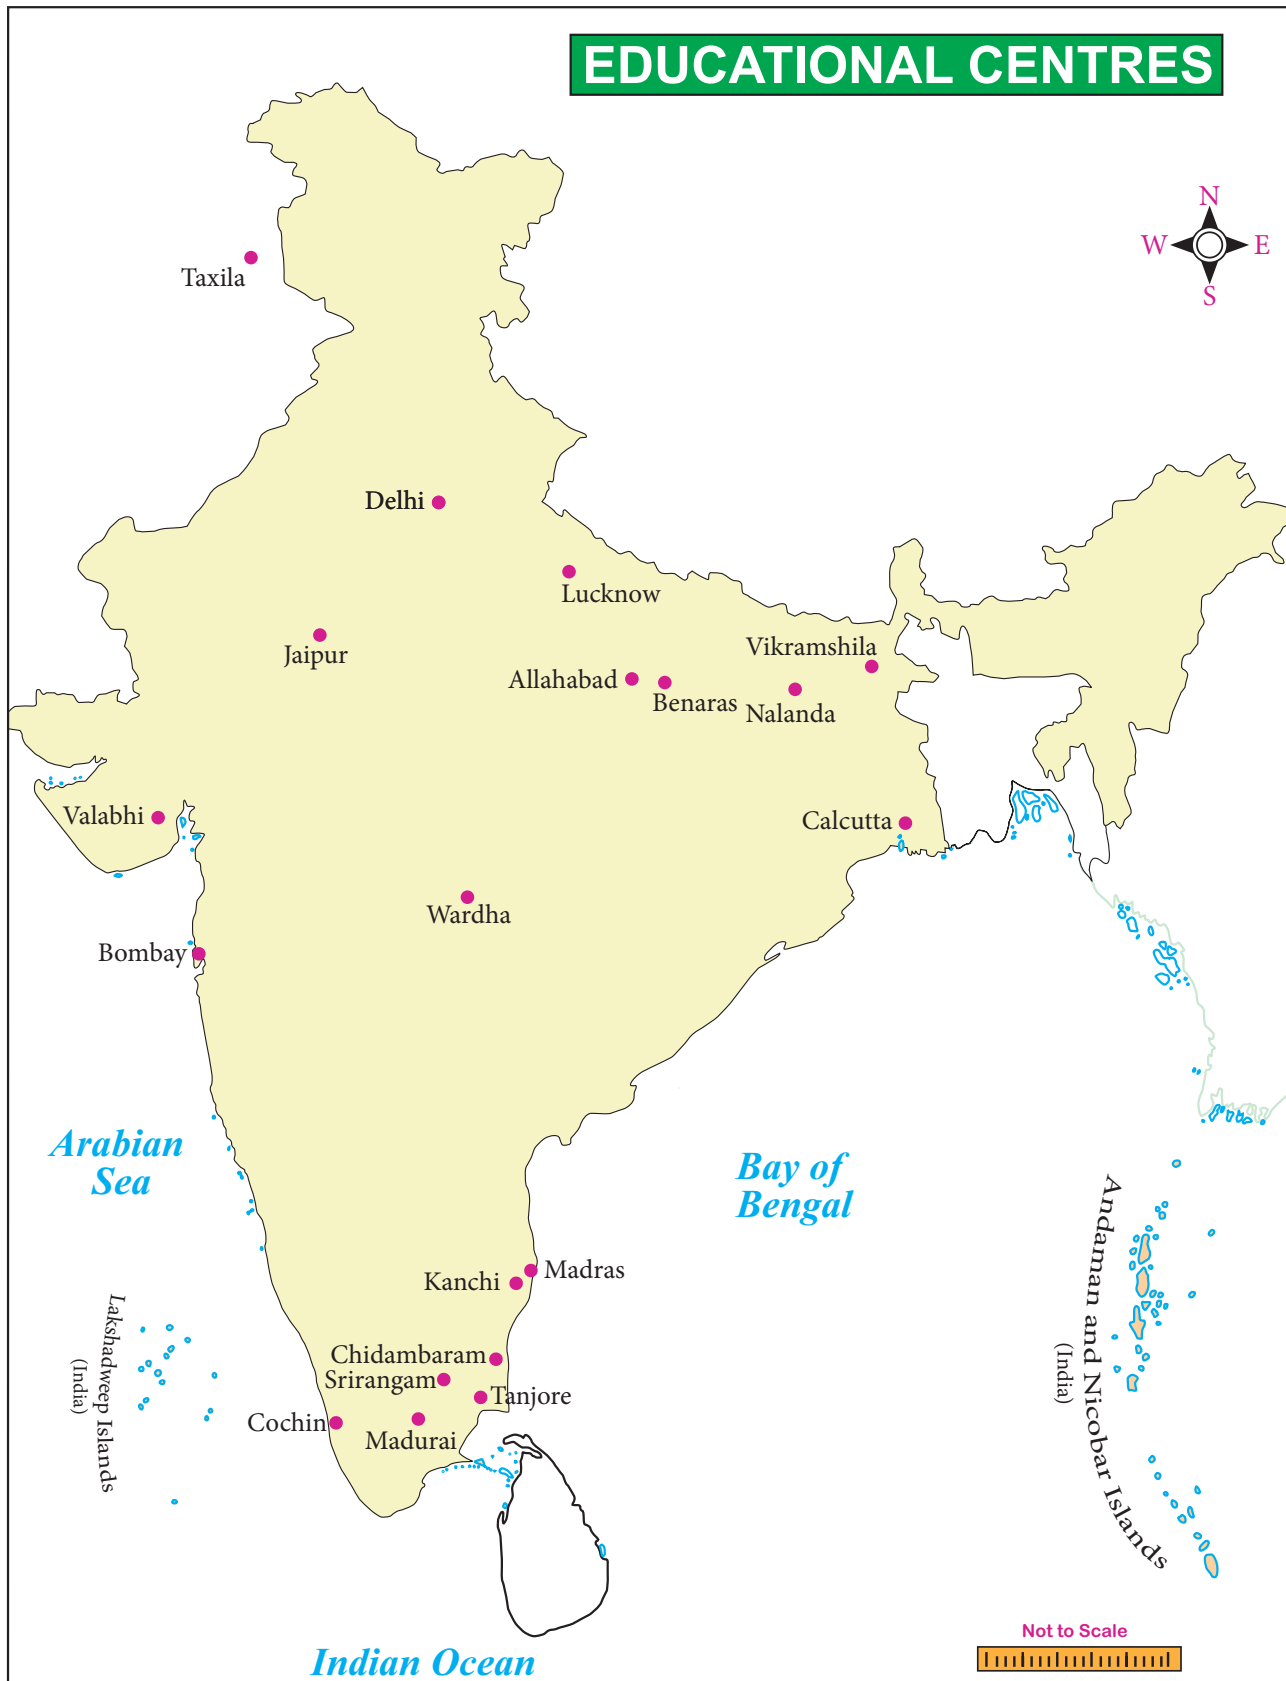 EDUCATIONAL CENTRES
N
W
E
S
Taxila
Delhi
Lucknow
Jaipur
Vikramshila
Allahabad
Benaras
Nalanda
Valabhi
Calcutta
Wardha
Bombay
Arabian
Sea
Bay of
Bengal
Andaman and Nicobar Islands
(India)
Madras
Kanchi
Lakshadweep Islands
(India)
Chidambaram
Srirangam
Tanjore
Cochin
Madurai
Not to Scale
Indian Ocean